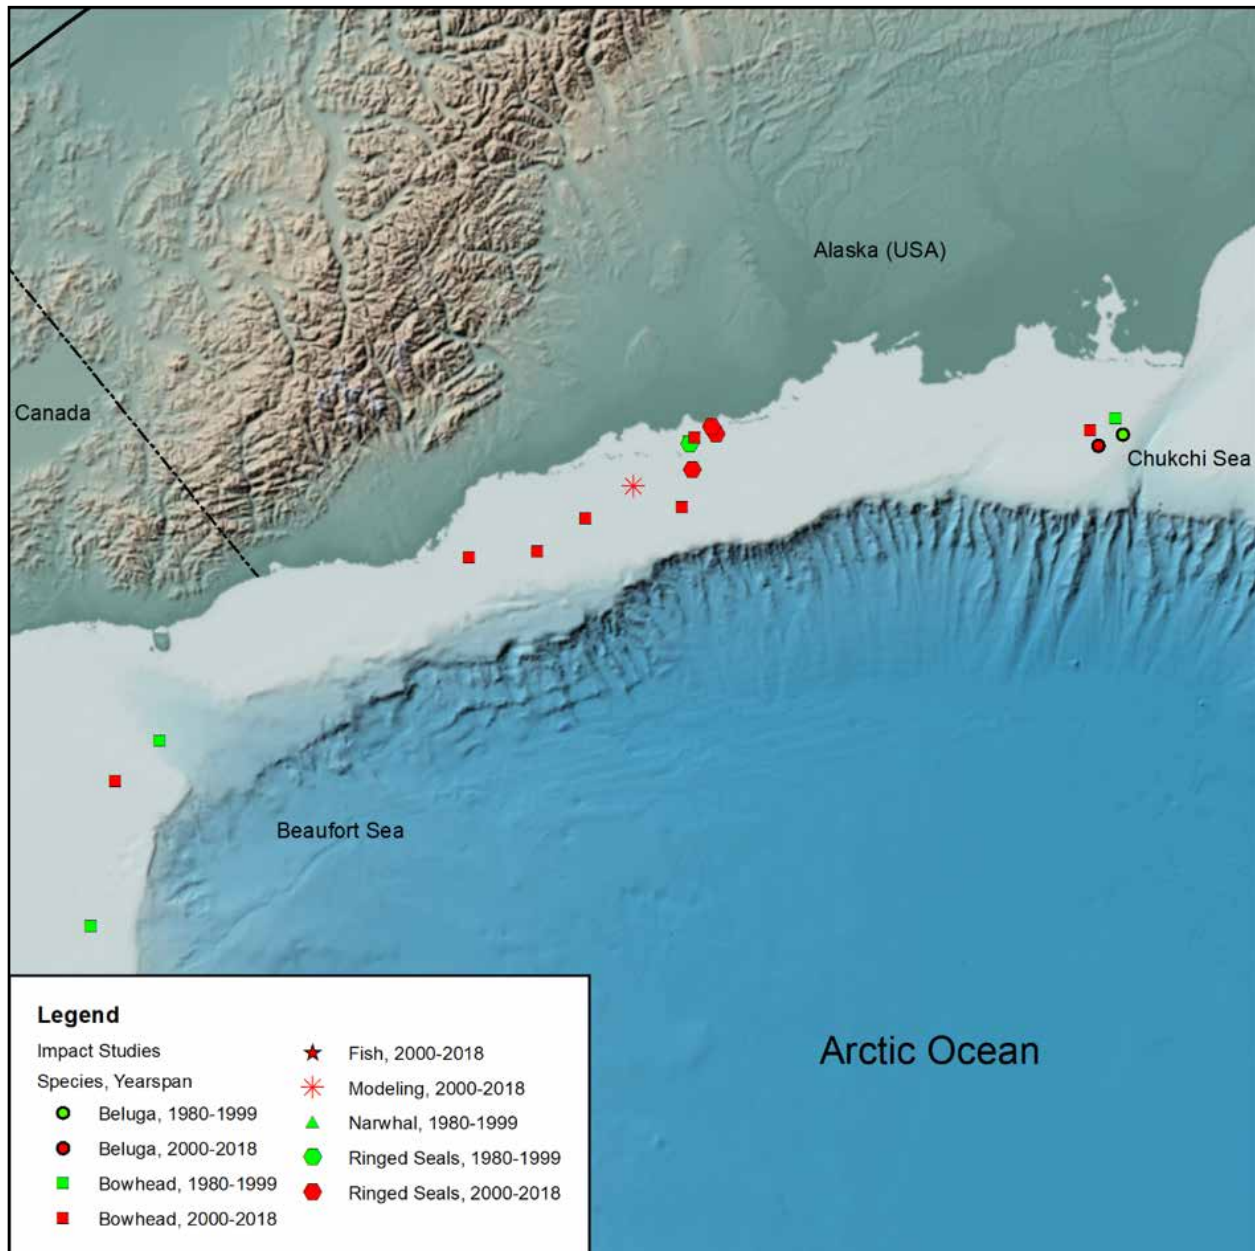 Alaska (USA)
Canada
Chukchi Sea
Beaufort Sea
Arctic Ocean
Legend
Impact Studies
Species, Yearspan
Beluga, 1980-1999
Beluga, 2000-2018
Bowhead, 1980-1999
Bowhead, 2000-2018
Fish, 2000-2018
Modeling, 2000-2018
Narwhal, 1980-1999
Ringed Seals, 1980-1999
Ringed Seals, 2000-2018